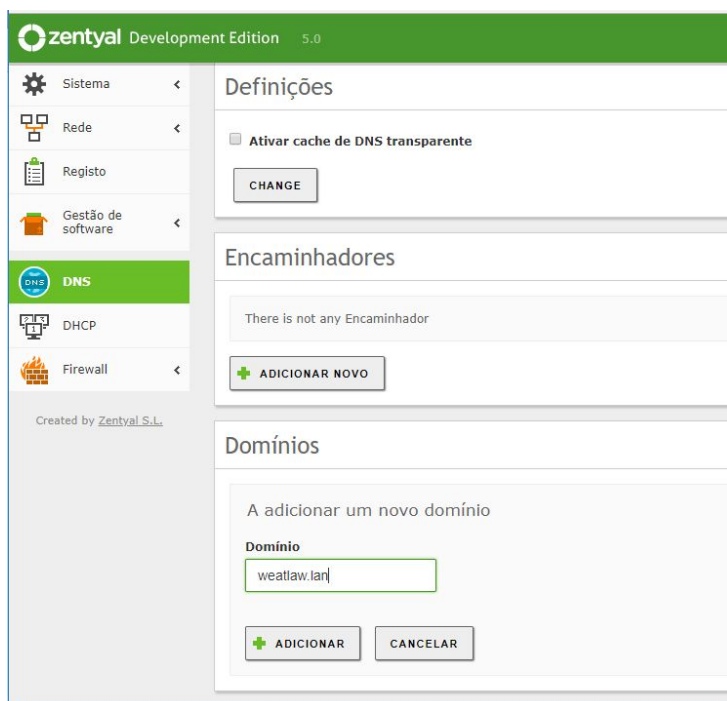 zentyal Development Edition 5.0
Sistema
Rede
Registo
Gestão de
software
DNS
DNS
DHCP
Firewall
Created by Zentyal S.L.
Definições
Ativar cache de DNS transparente
CHANGE
Encaminhadores
There is not any Encaminhador
ADICIONAR NOVO
Domínios
A adicionar um novo domínio
Domínio
weatlaw.lan
ADICIONAR CANCELAR